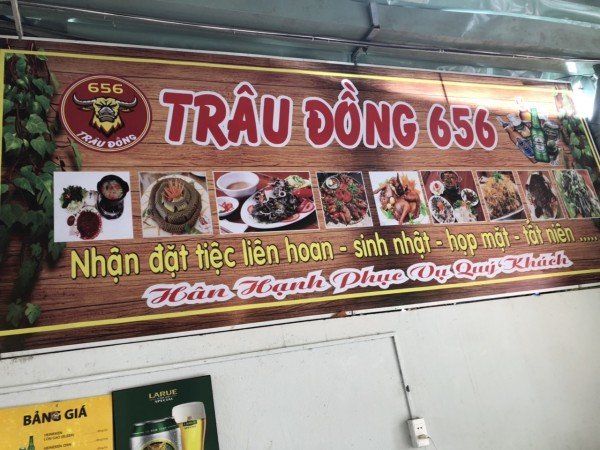 656
TRÂU ĐỒNG
TRÂU ĐỒNG 656
Nhận đặt tiệc liên hoan - sinh nhật - họp mặt - tất niên .....
Hân Hạnh Phục Vụ Quý Khách
BẢNG GIÁ
LARUE
SPECIAL